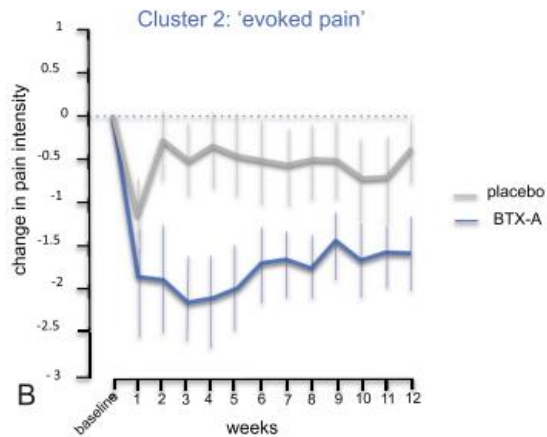 Cluster 2: 'evoked pain'
1
0.5
0
-0.5
-1
-1.5
-2
-2.5
-3
change in pain intensity
placebo
BTX-A
B
baseline 1 2 3 4 5 6 7 8 9 10 11 12
weeks